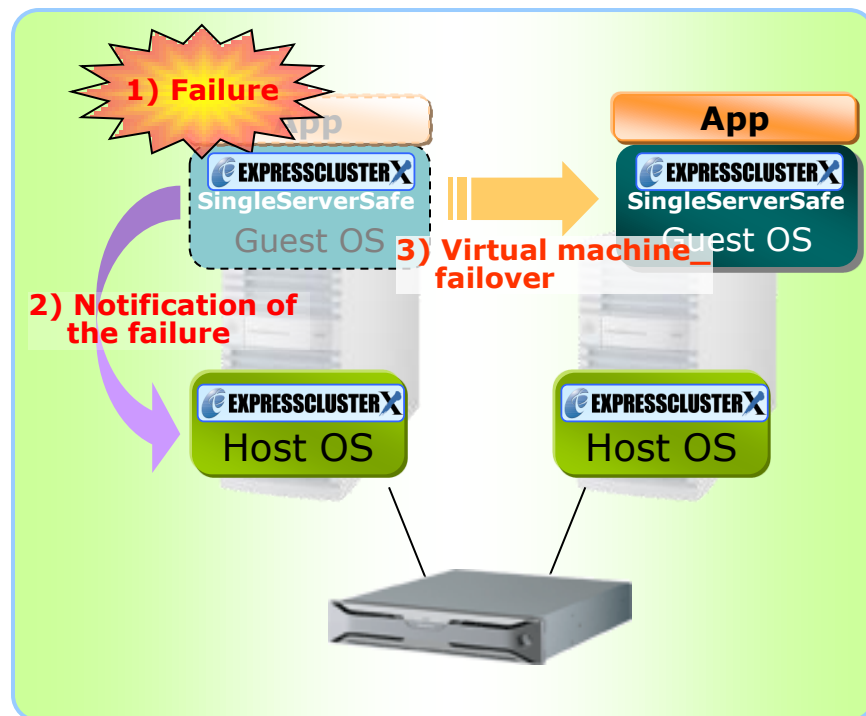 1) Failure
App
EXPRESSCLUSTER X
SingleServerSafe
Guest OS
App
EXPRESSCLUSTER X
SingleServerSafe
Guest OS
3) Virtual machine_
failover
2) Notification of
the failure
EXPRESSCLUSTER X
Host OS
EXPRESSCLUSTER X
Host OS